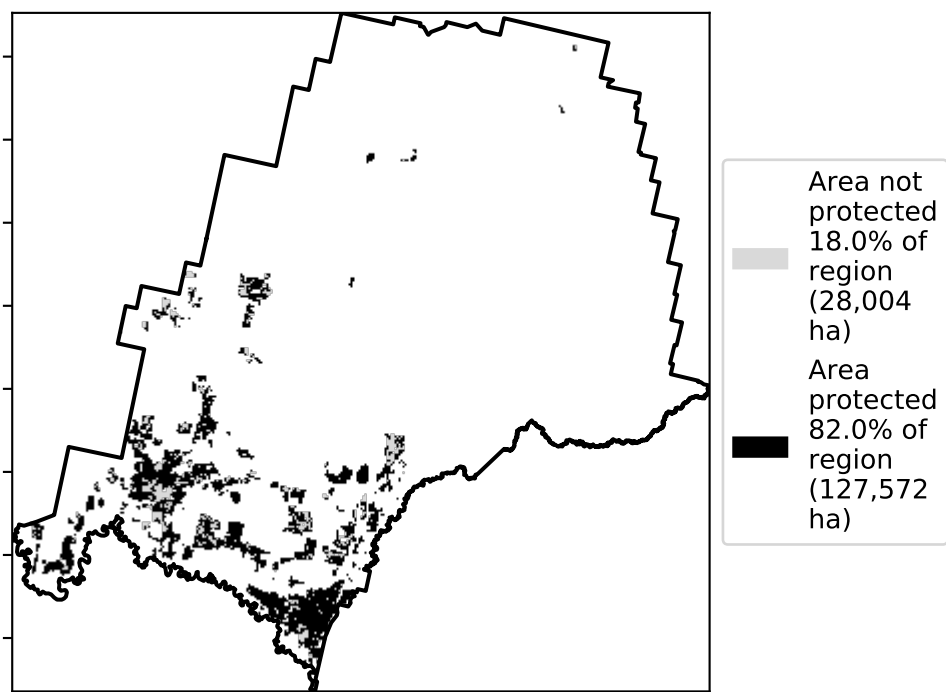 Area not
protected
18.0% of
region
(28,004
ha)
Area
protected
82.0% of
region
(127,572
ha)